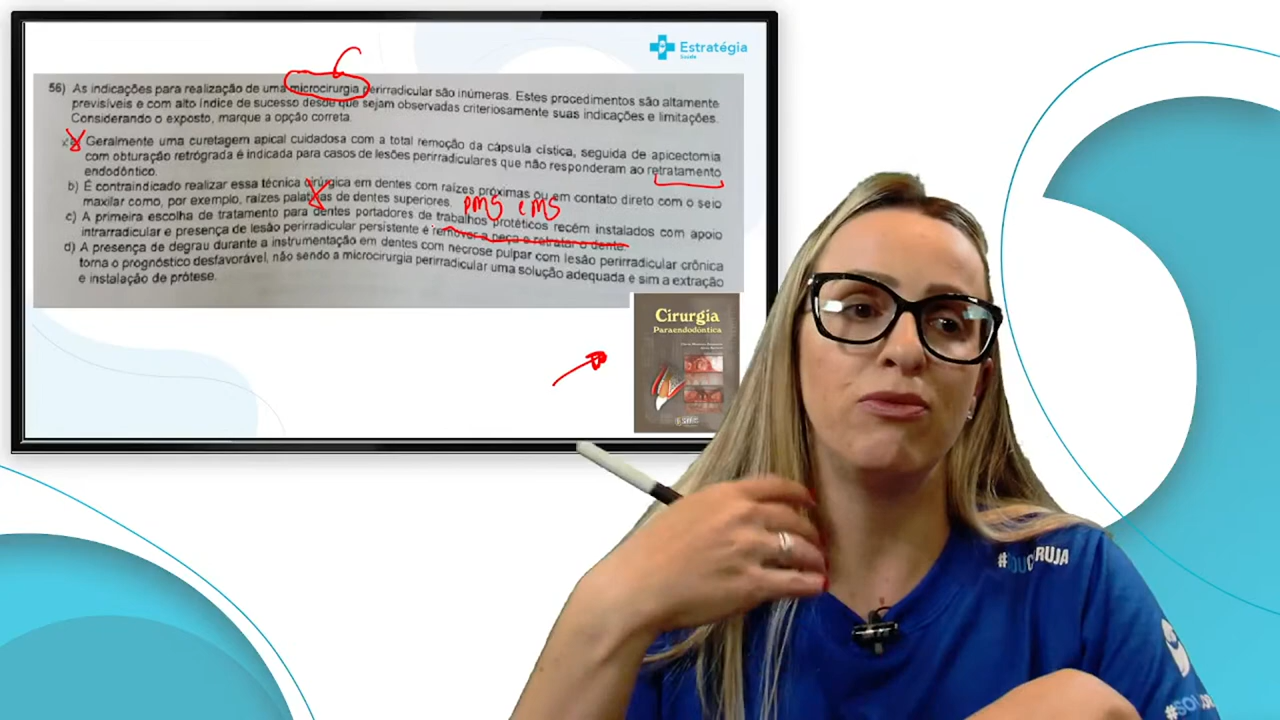 Estratégia
Saúde
56) As indicações para realização de uma microcirurgia perirradicular são inúmeras. Estes procedimentos são altamente
previsíveis e com alto índice de sucesso desde que sejam observadas criteriosamente suas indicações e limitações.
Considerando o exposto, marque a opção correta.
Geralmente uma curetagem apical cuidadosa com a total remoção da cápsula cística, seguida de apicectomia
com obturação retrógrada é indicada para casos de lesões perirradiculares que não responderam ao retratamento
endodôntico.
b) É contraindicado realizar essa técnica cirúrgica em dentes com raízes próximas ou em contato direto com o seio
maxilar como, por exemplo, raízes palatinas de dentes superiores.
PMS e MS
c) A primeira escolha de tratamento para dentes portadores de trabalhos protéticos recém instalados com apoio
intrarradicular e presença de lesão perirradicular persistente é remover a peça e retratar o dente.
d) A presença de degrau durante a instrumentação em dentes com necrose pulpar com lesão perirradicular crônica
torna o prognóstico desfavorável, não sendo a microcirurgia perirradicular uma solução adequada e sim a extração
e instalação de prótese.
Cirurgia
Paraendodôntica